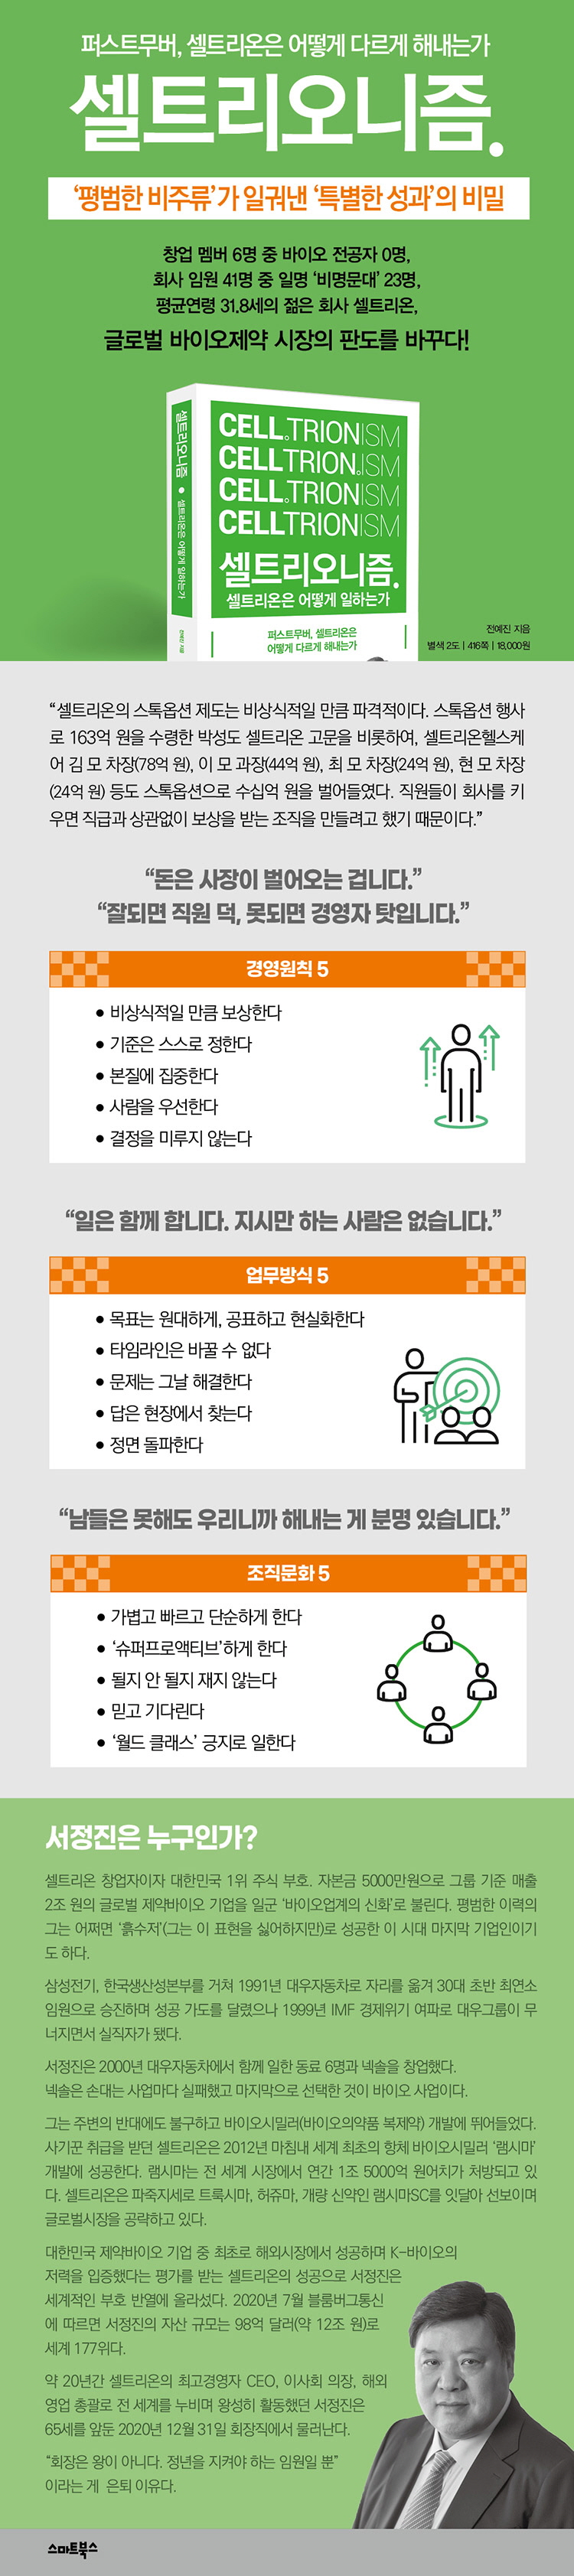 퍼스트무버, 셀트리온은 어떻게 다르게 해내는가
셀트리오니즘.
‘평범한 비주류’가 일궈낸 ‘특별한 성과’의 비밀
창업 멤버 6명 중 바이오 전공자 0명,
회사 임원 41명 중 일명 ‘비명문대’ 23명,
평균연령 31.8세의 젊은 회사 셀트리온,
글로벌 바이오제약 시장의 판도를 바꾸다!
셀트리오니즘 ● 셀트리온은 어떻게 일하는가
전예진 지음
CELL.TRIONISM
CELLTRION.ISM
CELL.TRIONISM
CELLTRIONISM
셀트리오니즘.
셀트리온은 어떻게 일하는가
퍼스트무버, 셀트리온은
어떻게 다르게 해내는가
전예진 지음
별색 2도 | 416쪽 | 18,000원
“셀트리온의 스톡옵션 제도는 비상식적일 만큼 파격적이다. 스톡옵션 행사
로 163억 원을 수령한 박성도 셀트리온 고문을 비롯하여, 셀트리온헬스케
어 김 모 차장(78억 원), 이 모 과장(44억 원), 최 모 차장(24억 원), 현 모 차장
(24억 원) 등도 스톡옵션으로 수십억 원을 벌어들였다. 직원들이 회사를 키
우면 직급과 상관없이 보상을 받는 조직을 만들려고 했기 때문이다.”
“돈은 사장이 벌어오는 겁니다.”
“잘되면 직원 덕, 못되면 경영자 탓입니다.”
경영원칙 5
● 비상식적일 만큼 보상한다
● 기준은 스스로 정한다
● 본질에 집중한다
● 사람을 우선한다
● 결정을 미루지 않는다
“일은 함께 합니다. 지시만 하는 사람은 없습니다.”
업무방식 5
● 목표는 원대하게, 공표하고 현실화한다
● 타임라인은 바꿀 수 없다
● 문제는 그날 해결한다
● 답은 현장에서 찾는다
● 정면 돌파한다
“남들은 못해도 우리니까 해내는 게 분명 있습니다.”
조직문화 5
● 가볍고 빠르고 단순하게 한다
● ‘슈퍼프로액티브’하게 한다
● 될지 안 될지 재지 않는다
● 믿고 기다린다
● ‘월드 클래스’ 긍지로 일한다
서정진은 누구인가?
셀트리온 창업자이자 대한민국 1위 주식 부호. 자본금 5000만원으로 그룹 기준 매출
2조 원의 글로벌 제약바이오 기업을 일군 ‘바이오업계의 신화’로 불린다. 평범한 이력의
그는 어쩌면 ‘흙수저’(그는 이 표현을 싫어하지만)로 성공한 이 시대 마지막 기업인이기
도 하다.
삼성전기, 한국생산성본부를 거쳐 1991년 대우자동차로 자리를 옮겨 30대 초반 최연소
임원으로 승진하며 성공 가도를 달렸으나 1999년 IMF 경제위기 여파로 대우그룹이 무
너지면서 실직자가 됐다.
서정진은 2000년 대우자동차에서 함께 일한 동료 6명과 넥솔을 창업했다.
넥솔은 손대는 사업마다 실패했고 마지막으로 선택한 것이 바이오 사업이다.
그는 주변의 반대에도 불구하고 바이오시밀러(바이오의약품 복제약) 개발에 뛰어들었다.
사기꾼 취급을 받던 셀트리온은 2012년 마침내 세계 최초의 항체 바이오시밀러 ‘램시마’
개발에 성공한다. 램시마는 전 세계 시장에서 연간 1조 5000억 원어치가 처방되고 있
다. 셀트리온은 파죽지세로 트룩시마, 허쥬마, 개량 신약인 램시마SC를 잇달아 선보이며
글로벌시장을 공략하고 있다.
대한민국 제약바이오 기업 중 최초로 해외시장에서 성공하며 K-바이오의
저력을 입증했다는 평가를 받는 셀트리온의 성공으로 서정진은
세계적인 부호 반열에 올라섰다. 2020년 7월 블룸버그통신
에 따르면 서정진의 자산 규모는 98억 달러(약 12조 원)로
세계 177위다.
약 20년간 셀트리온의 최고경영자 CEO, 이사회 의장, 해외
영업 총괄로 전 세계를 누비며 왕성히 활동했던 서정진은
65세를 앞둔 2020년 12월 31일 회장직에서 물러난다.
“회장은 왕이 아니다. 정년을 지켜야 하는 임원일 뿐”
이라는 게 은퇴 이유다.
스마트북스